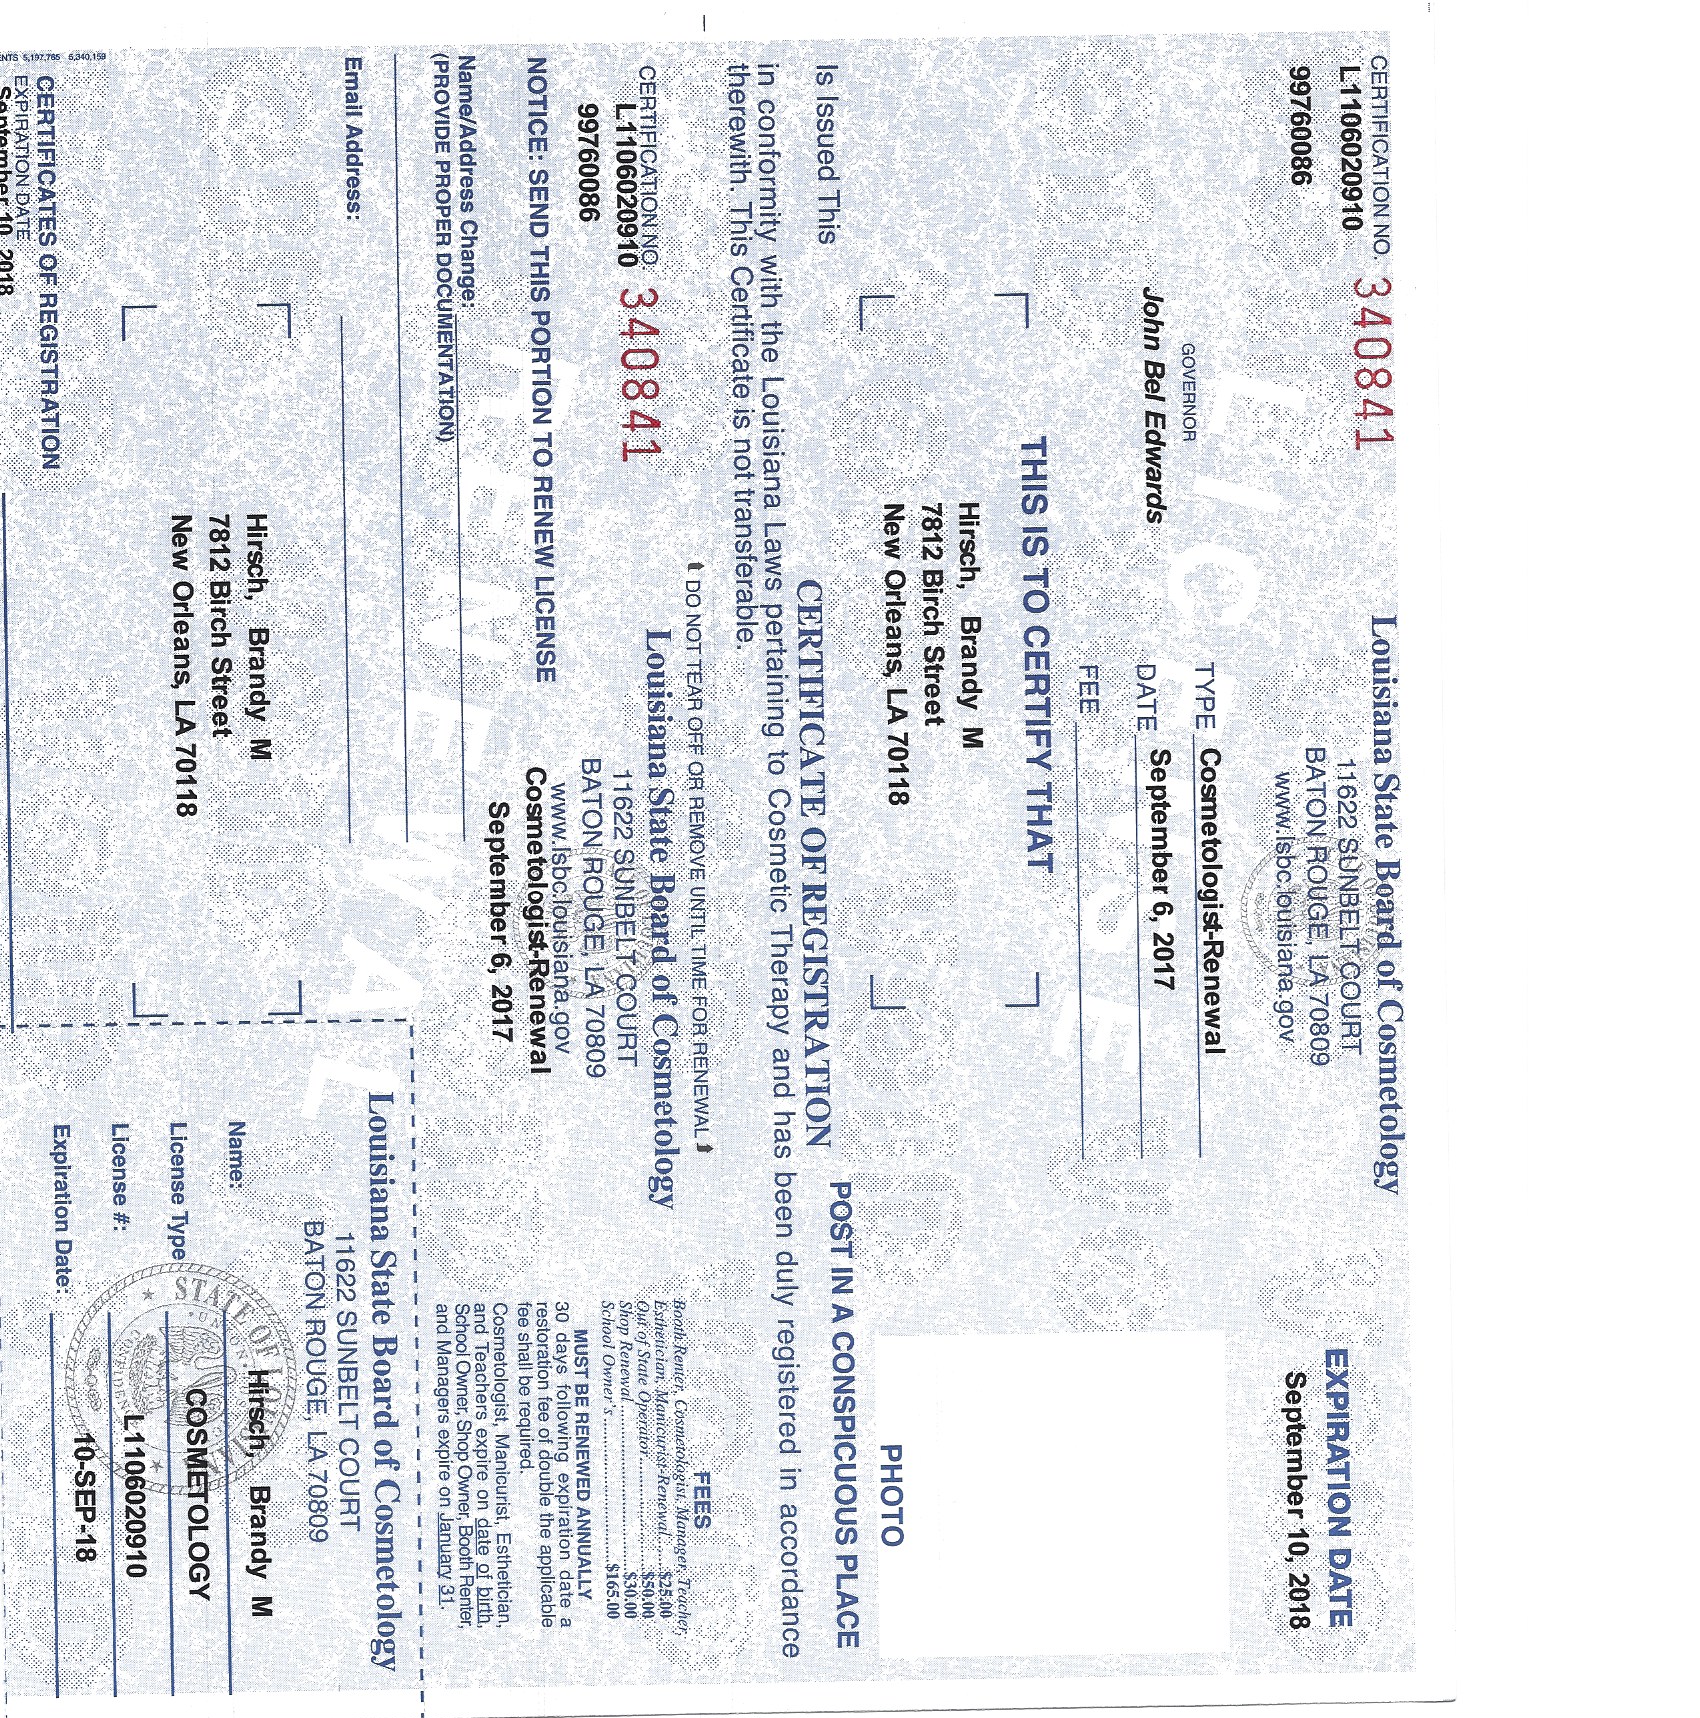 CERTIFICATION NO. 340841
L1106020910
99760086
Louisiana State Board of Cosmetology
11622 SUNBELT COURT
BATON ROUGE, LA 70809
www.lsbc.louisiana.gov
EXPIRATION DATE
September 10, 2018
LICENSE
GOVERNOR
John Bel Edwards
TYPE Cosmetologist-Renewal
DATE September 6, 2017
FEE
THIS IS TO CERTIFY THAT
Hirsch, Brandy M
7812 Birch Street
New Orleans, LA 70118
PHOTO
POST IN A CONSPICUOUS PLACE
CERTIFICATE OF REGISTRATION
Is Issued This
in conformity with the Louisiana Laws pertaining to Cosmetic Therapy and has been duly registered in accordance
therewith. This Certificate is not transferable.
DO NOT TEAR OFF OR REMOVE UNTIL TIME FOR RENEWAL
CERTIFICATION NO. 340841
L1106020910
99760086
Louisiana State Board of Cosmetology
11622 SUNBELT COURT
BATON ROUGE, LA 70809
www.lsbc.louisiana.gov
Cosmetologist-Renewal
September 6, 2017
FEES
Booth Renter, Cosmetologist, Manager, Teacher,
Esthetician, Manicurist-Renewal.....$25.00
Out of State Operator....................$50.00
Shop Renewal..............................$30.00
School Owner's............................$165.00
MUST BE RENEWED ANNUALLY
30 days following expiration date a
restoration fee of double the applicable
fee shall be required.
Cosmetologist, Manicurist, Esthetician,
and Teachers expire on date of birth,
School Owner, Shop Owner, Booth Renter,
and Managers expire on January 31.
NOTICE: SEND THIS PORTION TO RENEW LICENSE
RENEWAL
Name/Address Change:
(PROVIDE PROPER DOCUMENTATION)
Email Address:
Hirsch, Brandy M
7812 Birch Street
New Orleans, LA 70118
Louisiana State Board of Cosmetology
11622 SUNBELT COURT
BATON ROUGE, LA 70809
Name: Hirsch, Brandy M
License Type COSMETOLOGY
License #: L1106020910
Expiration Date: 10-SEP-18
5,197,765 5,340,159
CERTIFICATES OF REGISTRATION
EXPIRATION DATE
September 10, 2018